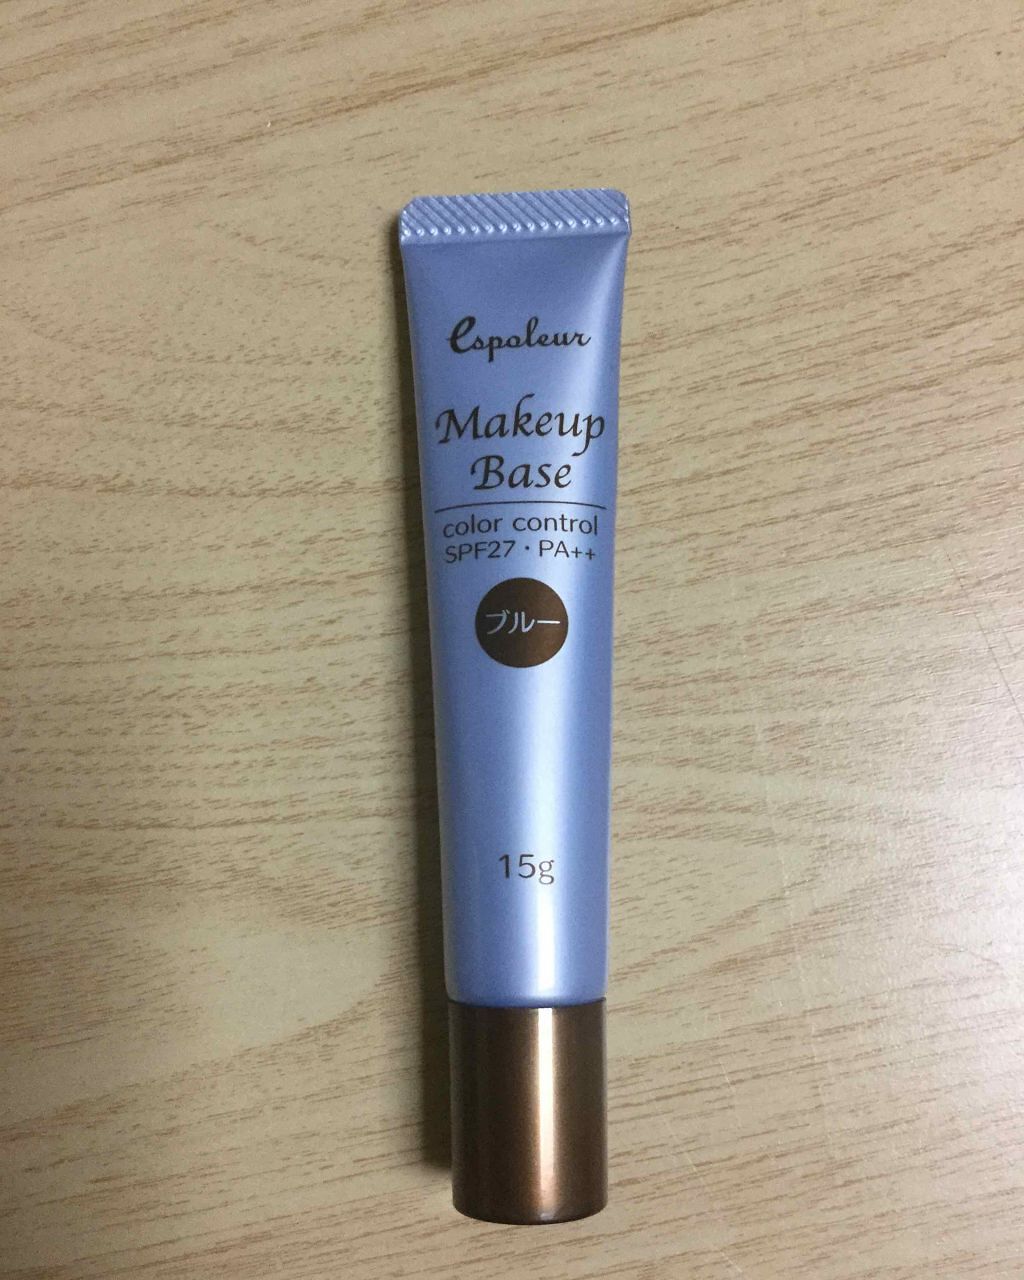 espoleur
Makeup
Base
color control
SPF27・PA++
ブルー
15g